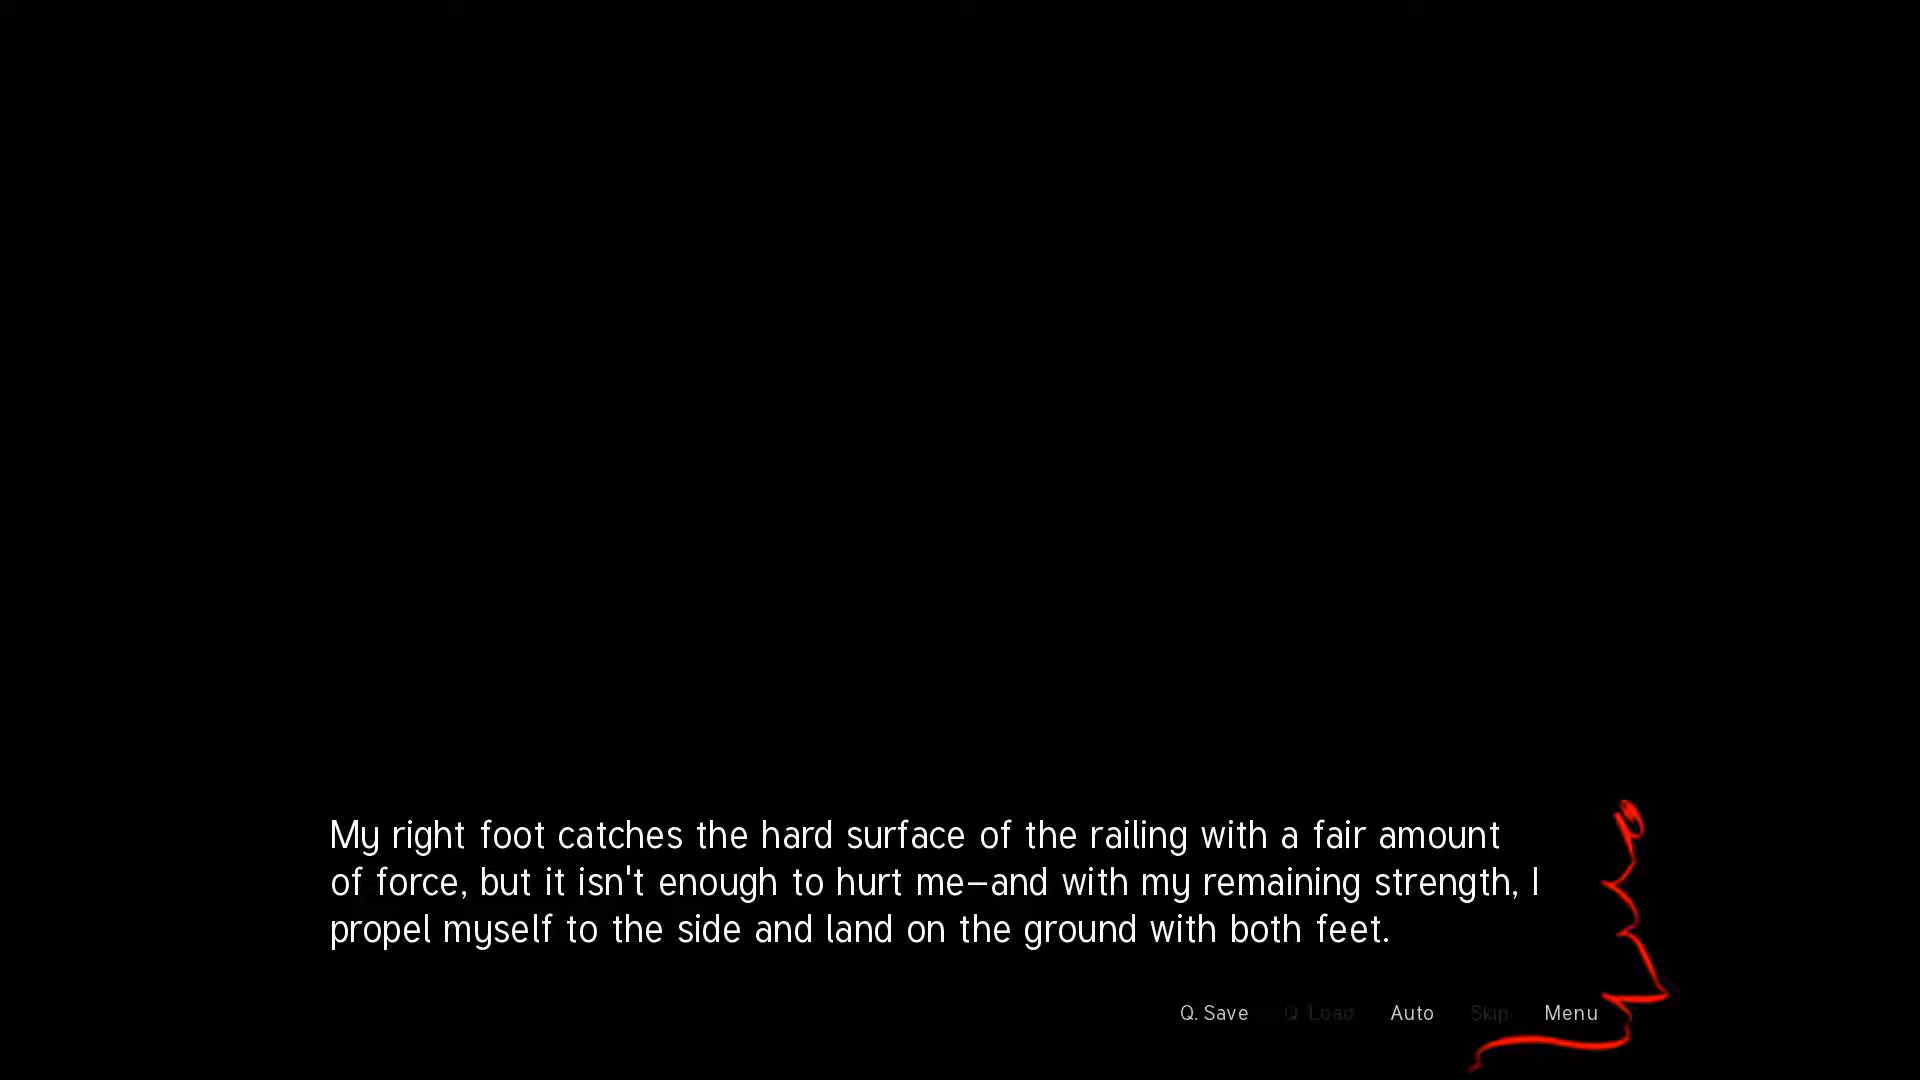 My right foot catches the hard surface of the railing with a fair amount
of force, but it isn't enough to hurt me—and with my remaining strength, I
propel myself to the side and land on the ground with both feet.
Q. Save Q. Load Auto Skip Menu